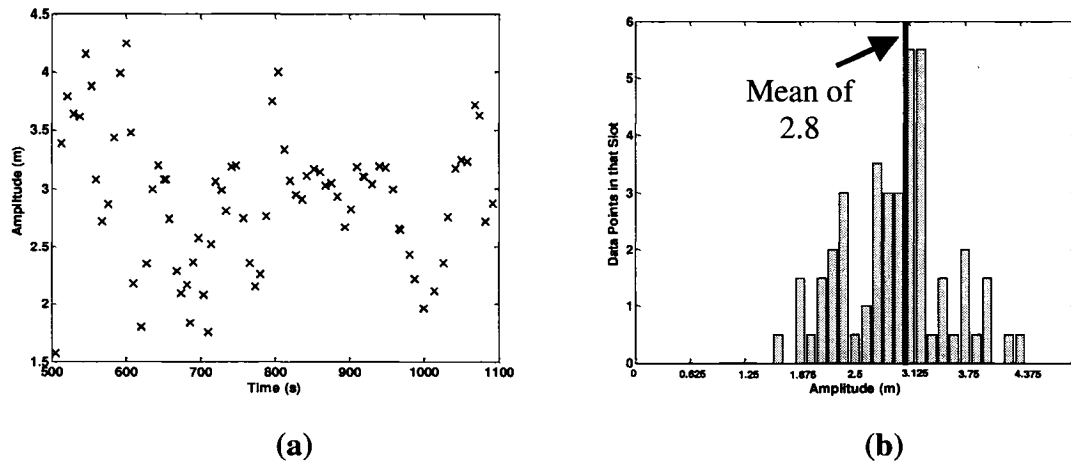 4.5
4
3.5
3
2.5
2
1.5
500 600 700 800 900 1000 1100
Amplitude (m)
Time (s)
(a)
6
5
4
3
2
1
0
0 0.625 1.25 1.875 2.5 3.125 3.75 4.375
Data Points in that Slot
Amplitude (m)
Mean of
2.8
(b)